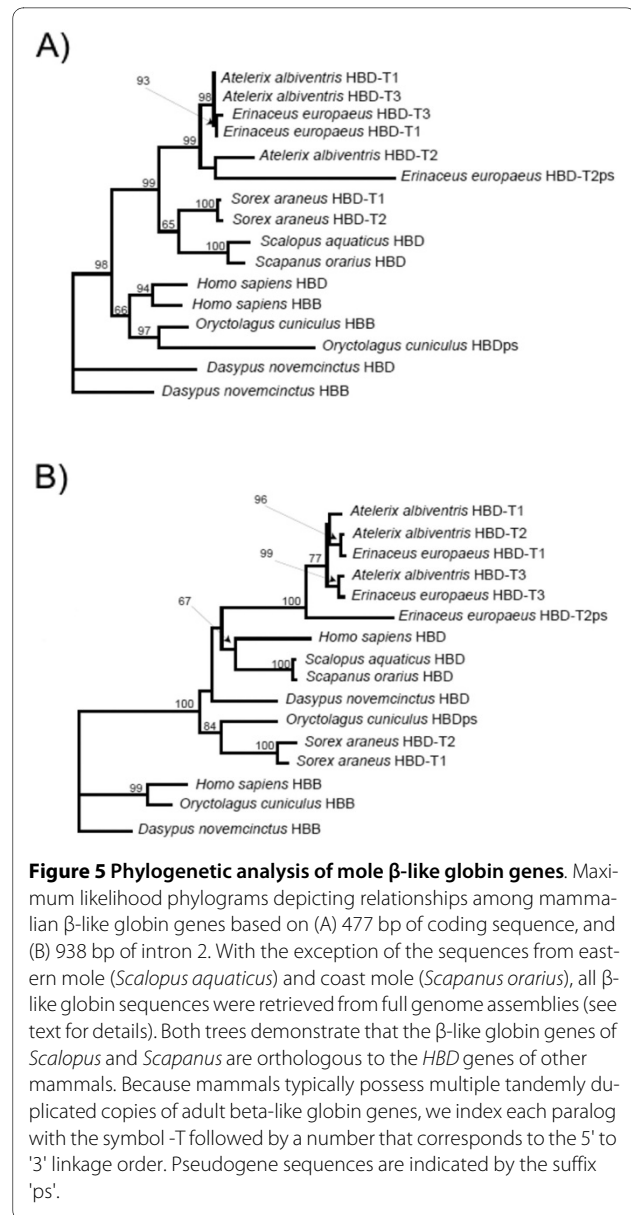 A)
93
Atelerix albiventris HBD-T1
98
Atelerix albiventris HBD-T3
Erinaceus europaeus HBD-T3
Erinaceus europaeus HBD-T1
99
Atelerix albiventris HBD-T2
Erinaceus europaeus HBD-T2ps
99
100
Sorex araneus HBD-T1
Sorex araneus HBD-T2
65
100
Scalopus aquaticus HBD
Scapanus orarius HBD
98
94
Homo sapiens HBD
Homo sapiens HBB
66
97
Oryctolagus cuniculus HBB
Oryctolagus cuniculus HBDps
Dasypus novemcinctus HBD
Dasypus novemcinctus HBB
B)
96
Atelerix albiventris HBD-T1
Atelerix albiventris HBD-T2
99
77
Erinaceus europaeus HBD-T1
Atelerix albiventris HBD-T3
Erinaceus europaeus HBD-T3
67
100
Erinaceus europaeus HBD-T2ps
Homo sapiens HBD
100
Scalopus aquaticus HBD
Scapanus orarius HBD
100
Dasypus novemcinctus HBD
84
Oryctolagus cuniculus HBDps
100
Sorex araneus HBD-T2
Sorex araneus HBD-T1
99
Homo sapiens HBB
Oryctolagus cuniculus HBB
Dasypus novemcinctus HBB
Figure 5 Phylogenetic analysis of mole β-like globin genes. Maxi-
mum likelihood phylograms depicting relationships among mamma-
lian β-like globin genes based on (A) 477 bp of coding sequence, and
(B) 938 bp of intron 2. With the exception of the sequences from east-
ern mole (Scalopus aquaticus) and coast mole (Scapanus orarius), all β-
like globin sequences were retrieved from full genome assemblies (see
text for details). Both trees demonstrate that the β-like globin genes of
Scalopus and Scapanus are orthologous to the HBD genes of other
mammals. Because mammals typically possess multiple tandemly du-
plicated copies of adult beta-like globin genes, we index each paralog
with the symbol -T followed by a number that corresponds to the 5' to
'3' linkage order. Pseudogene sequences are indicated by the suffix
'ps'.